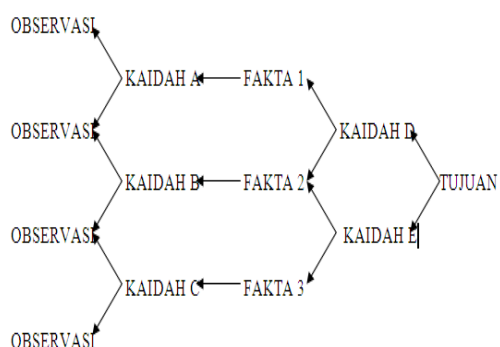 OBSERVASI
KAIDAH A FAKTA 1
OBSERVASI KAIDAH D
KAIDAH B FAKTA 2 TUJUAN
OBSERVASI KAIDAH E
KAIDAH C FAKTA 3
OBSERVASI